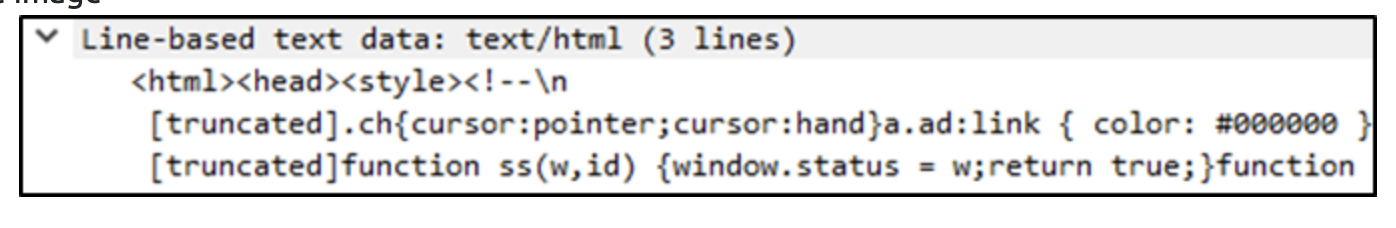 image
Line-based text data: text/html (3 lines)
<html><head><style><!--\n
[truncated].ch{cursor:pointer;cursor:hand}a.ad:link { color: #000000 }
[truncated]function ss(w,id) {window.status = w;return true;}function